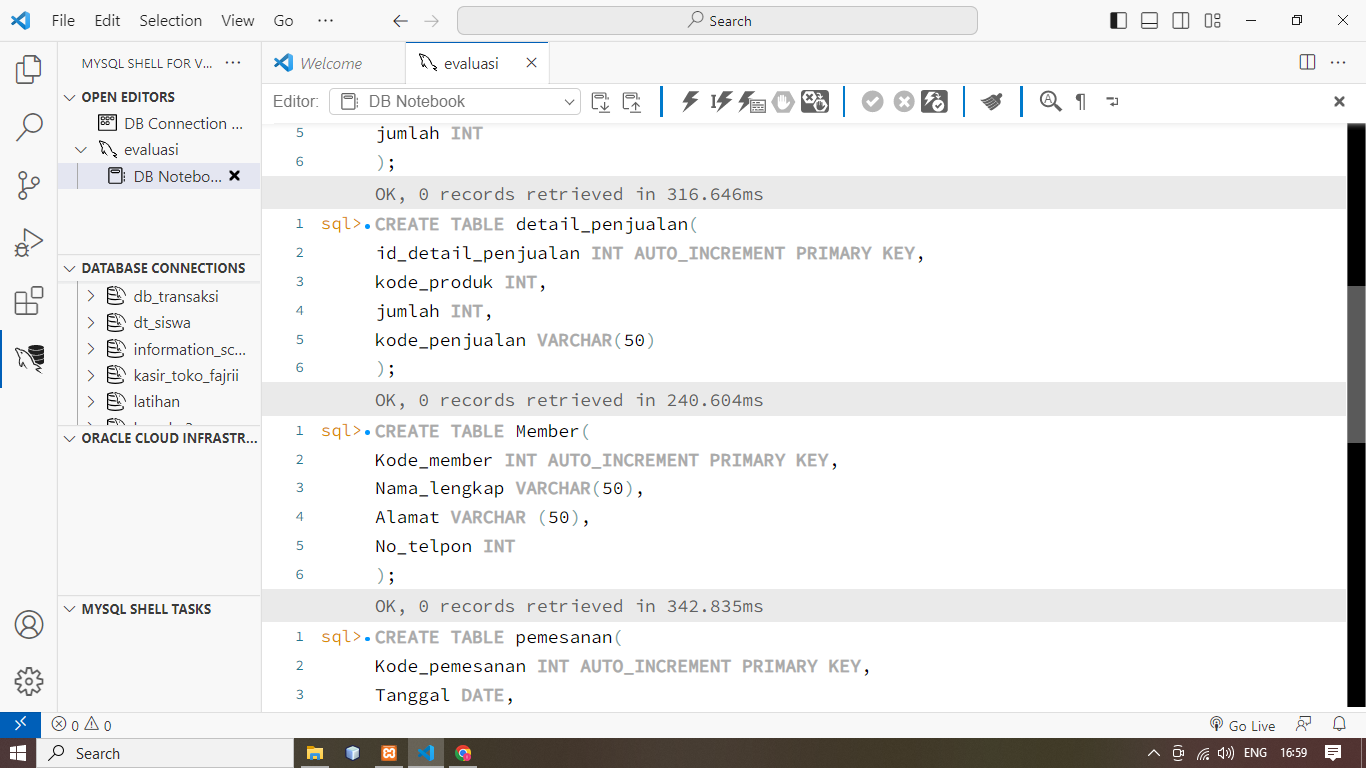 File Edit Selection View Go ··· Search
MYSQL SHELL FOR V... ···
Welcome evaluasi
OPEN EDITORS
DB Connection ...
evaluasi
DB Notebo...
Editor: DB Notebook
DATABASE CONNECTIONS
db_transaksi
dt_siswa
information_sc...
kasir_toko_fajrii
latihan
ORACLE CLOUD INFRASTR...
MYSQL SHELL TASKS
5 jumlah INT
6 );
OK, 0 records retrieved in 316.646ms
1 sql> CREATE TABLE detail_penjualan(
2 id_detail_penjualan INT AUTO_INCREMENT PRIMARY KEY,
3 kode_produk INT,
4 jumlah INT,
5 kode_penjualan VARCHAR(50)
6 );
OK, 0 records retrieved in 240.604ms
1 sql> CREATE TABLE Member(
2 Kode_member INT AUTO_INCREMENT PRIMARY KEY,
3 Nama_lengkap VARCHAR(50),
4 Alamat VARCHAR (50),
5 No_telpon INT
6 );
OK, 0 records retrieved in 342.835ms
1 sql> CREATE TABLE pemesanan(
2 Kode_pemesanan INT AUTO_INCREMENT PRIMARY KEY,
3 Tanggal DATE,
0 0 Go Live
Search ENG 16:59